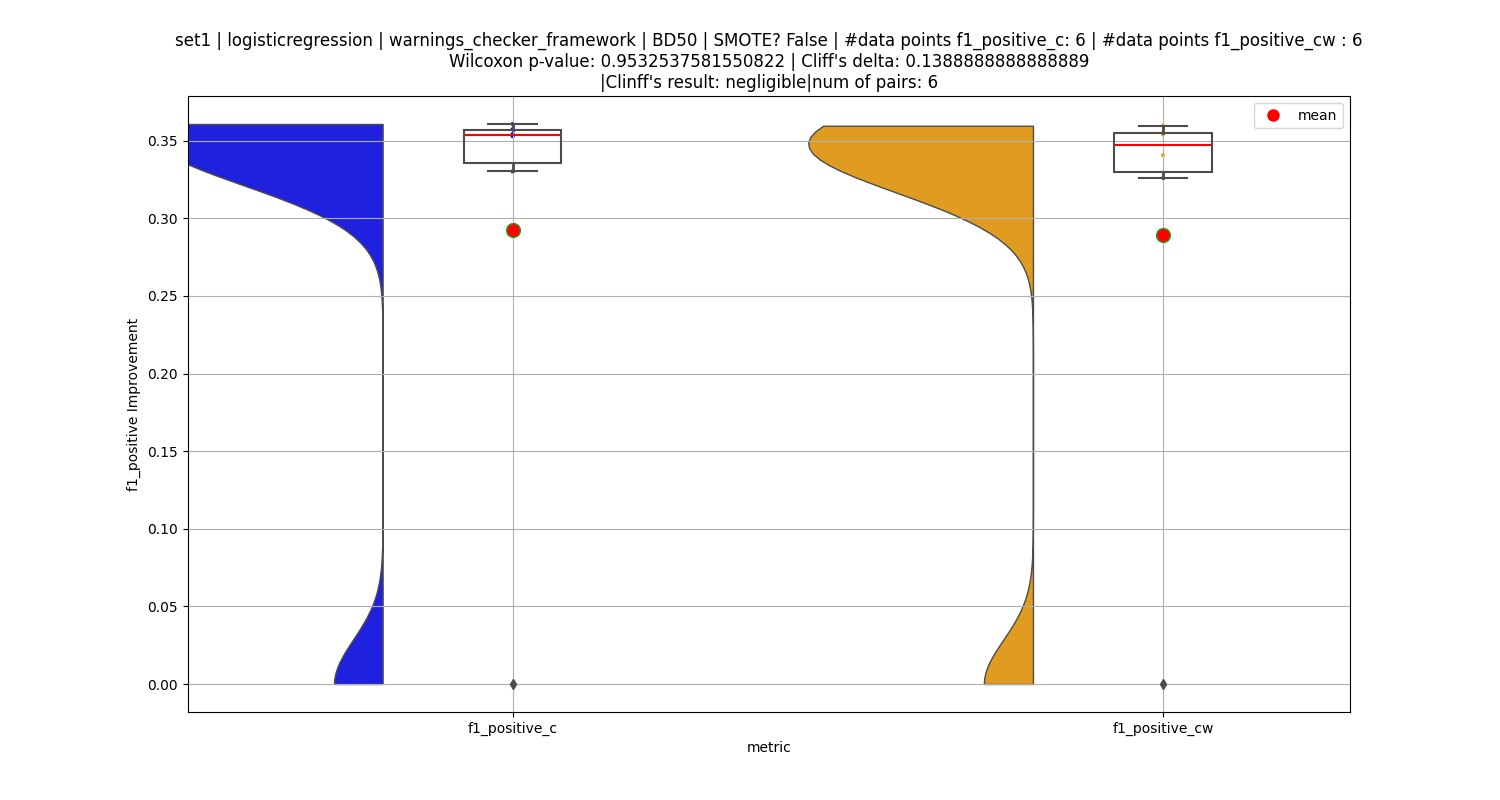 set1 | logisticregression | warnings_checker_framework | BD50 | SMOTE? False | #data points f1_positive_c: 6 | #data points f1_positive_cw : 6
Wilcoxon p-value: 0.9532537581550822 | Cliff's delta: 0.1388888888888889
|Clinff's result: negligible|num of pairs: 6
mean
0.35
0.30
0.25
0.20
0.15
0.10
0.05
0.00
f1_positive Improvement
f1_positive_c
f1_positive_cw
metric